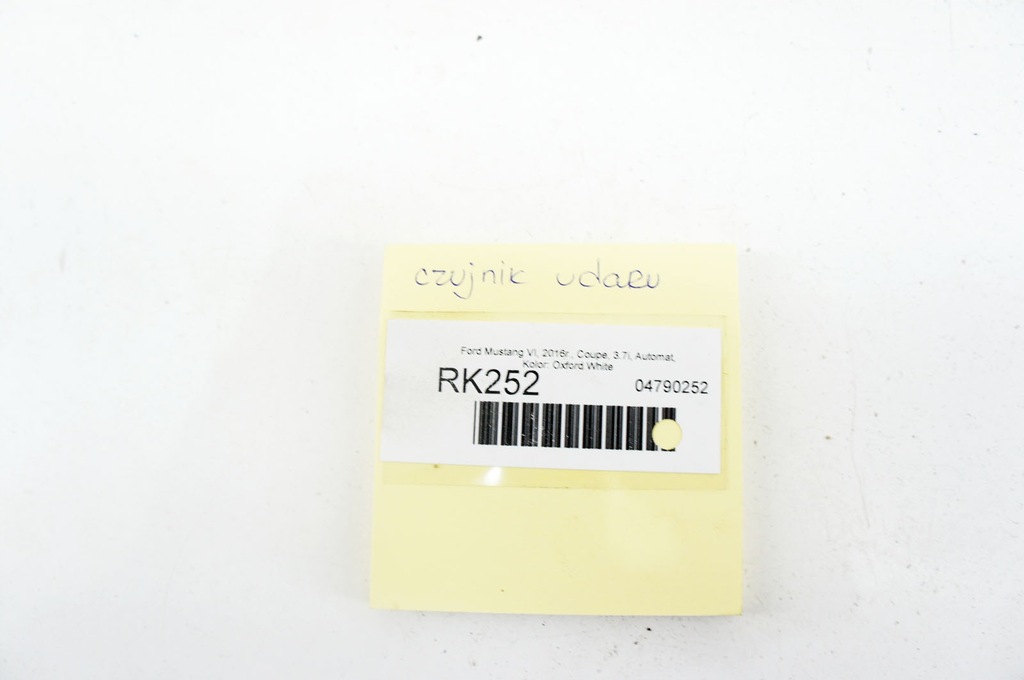 czujnik udaru
Ford Mustang VI, 2016r., Coupe, 3.7i, Automat,
Kolor: Oxford White
RK252
04790252